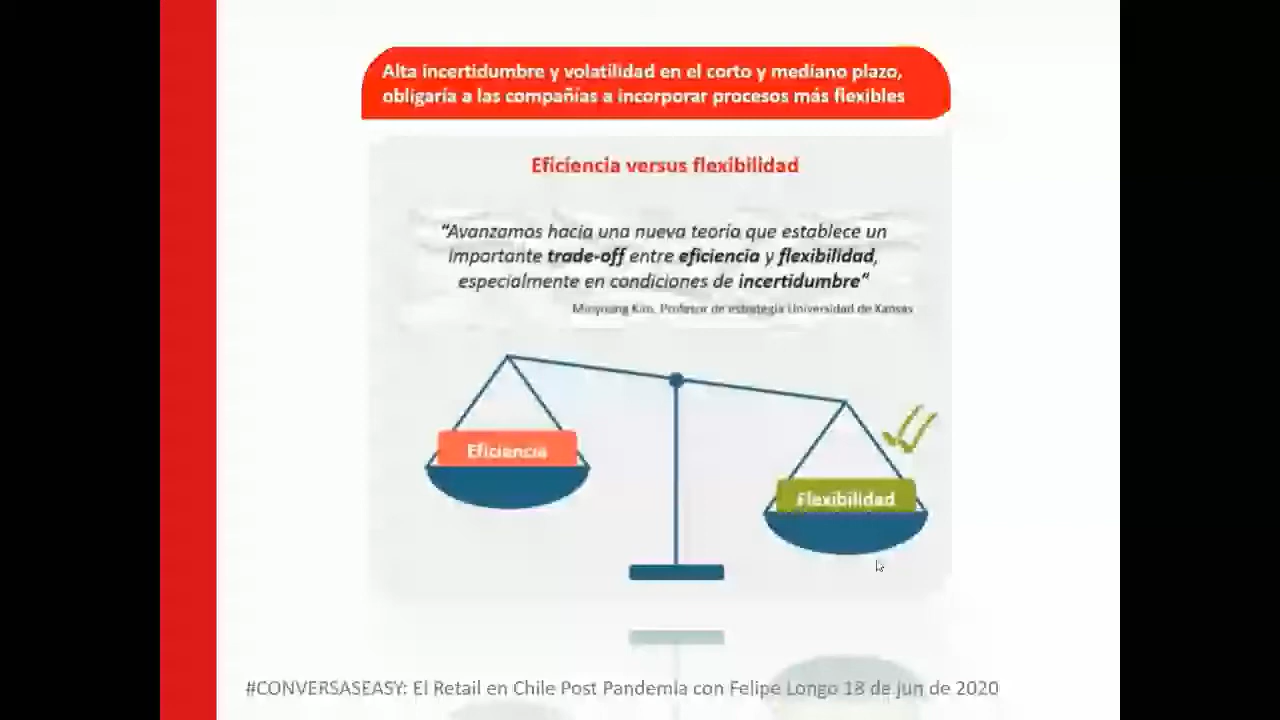 Alta incertidumbre y volatilidad en el corto y mediano plazo,
obligaría a las compañías a incorporar procesos más flexibles
Eficiencia versus flexibilidad
"Avanzamos hacia una nueva teoría que establece un
importante trade-off entre eficiencia y flexibilidad,
especialmente en condiciones de incertidumbre"
Minyoung Kim, Profesor de estrategia Universidad de Kansas
Eficiencia
Flexibilidad
#CONVERSASEASY: El Retail en Chile Post Pandemia con Felipe Longo 18 de jun de 2020